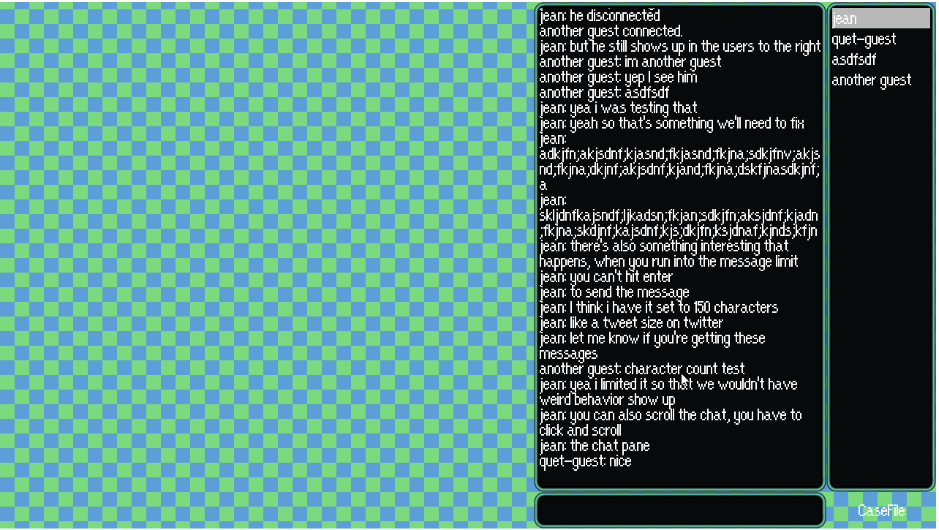 jean: he disconnected
another guest connected.
jean: but he still shows up in the users to the right
another guest: im another guest
another guest: yep I see him
another guest: asdfsdf
jean: yea i was testing that
jean: yeah so that's something we'll need to fix
jean:
adkjfn;akjsdnf;kjasnd;fkjasnd;fkjna;sdkjfnv;akjs
nd;fkjna;dkjnf;akjsdnf;kjand;fkjna;dskfjnasdkjnf;
a
jean:
skljdnfkajsndf;ljkadsn;fkjan;sdkjfn;aksjdnf;kjadn
;fkjna;skdjnf;kajsdnf;kjs;dkjfn;ksjdnaf;kjnds;kfjn
jean: there's also something interesting that
happens, when you run into the message limit
jean: you can't hit enter
jean: to send the message
jean: I think i have it set to 150 characters
jean: like a tweet size on twitter
jean: let me know if you're getting these
messages
another guest: character count test
jean: yea i limited it so that we wouldn't have
weird behavior show up
jean: you can also scroll the chat, you have to
click and scroll
jean: the chat pane
quet-guest: nice
jean
quet-guest
asdfsdf
another guest
CaseFile